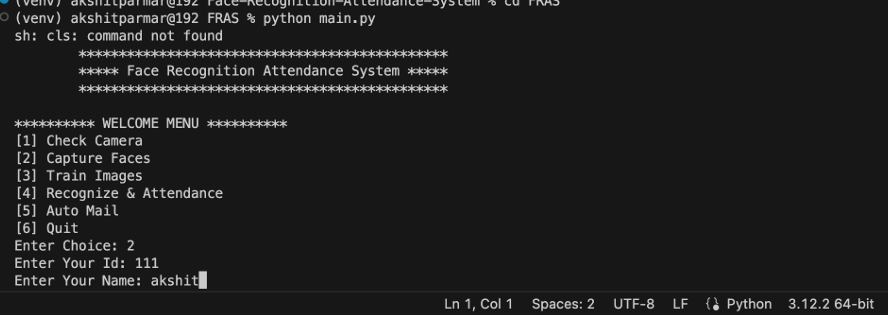 (venv) akshitparmar@192 Face-Recognition-Attendance-System % cd FRAS
(venv) akshitparmar@192 FRAS % python main.py
sh: cls: command not found
**********************************************
***** Face Recognition Attendance System *****
**********************************************
********** WELCOME MENU **********
[1] Check Camera
[2] Capture Faces
[3] Train Images
[4] Recognize & Attendance
[5] Auto Mail
[6] Quit
Enter Choice: 2
Enter Your Id: 111
Enter Your Name: akshit
Ln 1, Col 1 Spaces: 2 UTF-8 LF Python 3.12.2 64-bit